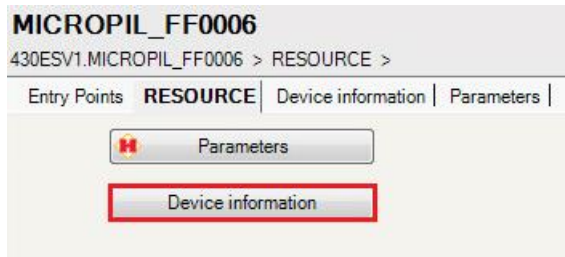 MICROPIL_FF0006
430ESV1.MICROPIL_FF0006 > RESOURCE >
Entry Points RESOURCE Device information Parameters
H Parameters
Device information